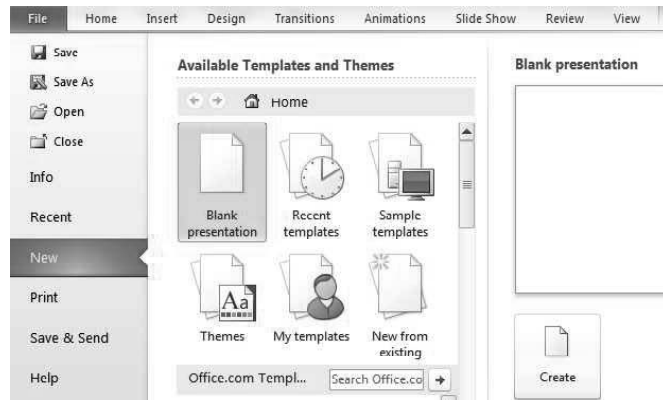 File Home Insert Design Transitions Animations Slide Show Review View
Save
Save As
Open
Close
Info
Recent
New
Print
Save & Send
Help
Available Templates and Themes
Home
Blank presentation
Recent templates
Sample templates
Themes
My templates
New from existing
Office.com Templ... Search Office.co
Blank presentation
Create